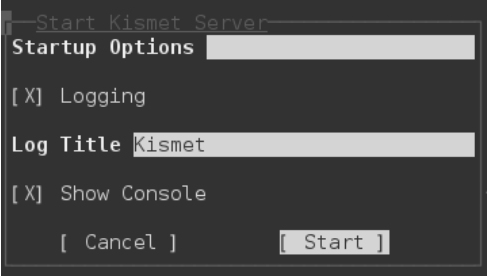 Start Kismet Server
Startup Options
[X] Logging
Log Title Kismet
[X] Show Console
[ Cancel ] [ Start ]